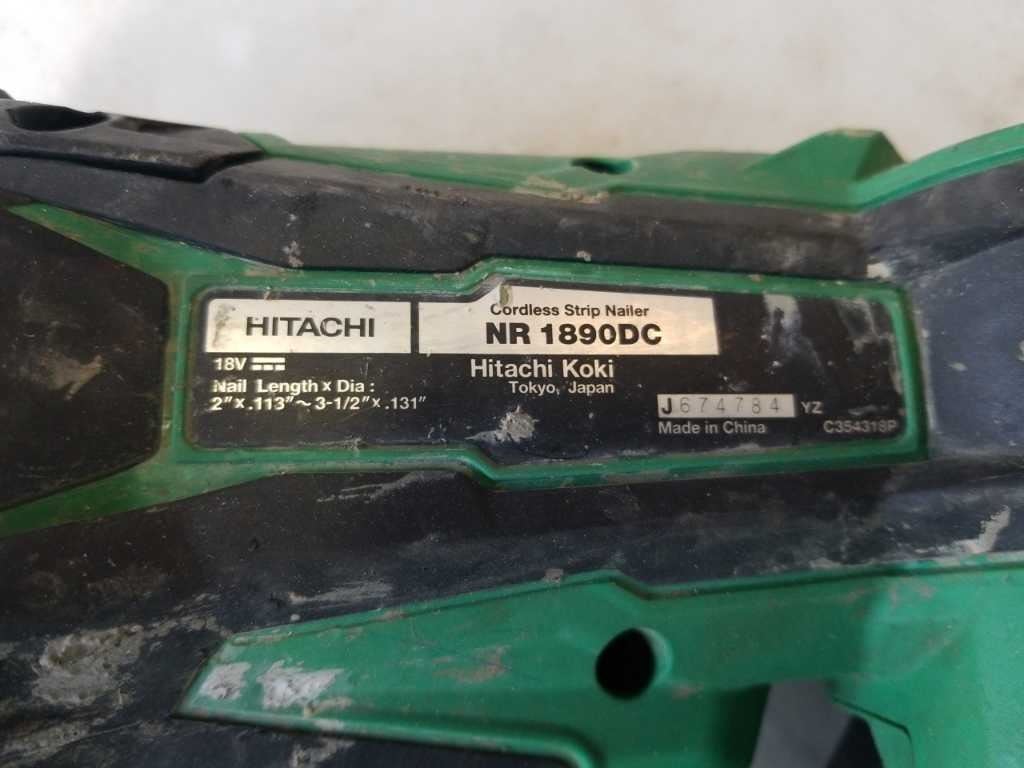 HITACHI
Cordless Strip Nailer
NR 1890DC
18V
Nail Length x Dia :
2"x .113"～3-1/2"x .131"
Hitachi Koki
Tokyo, Japan
J674784 YZ
Made in China
C354318P